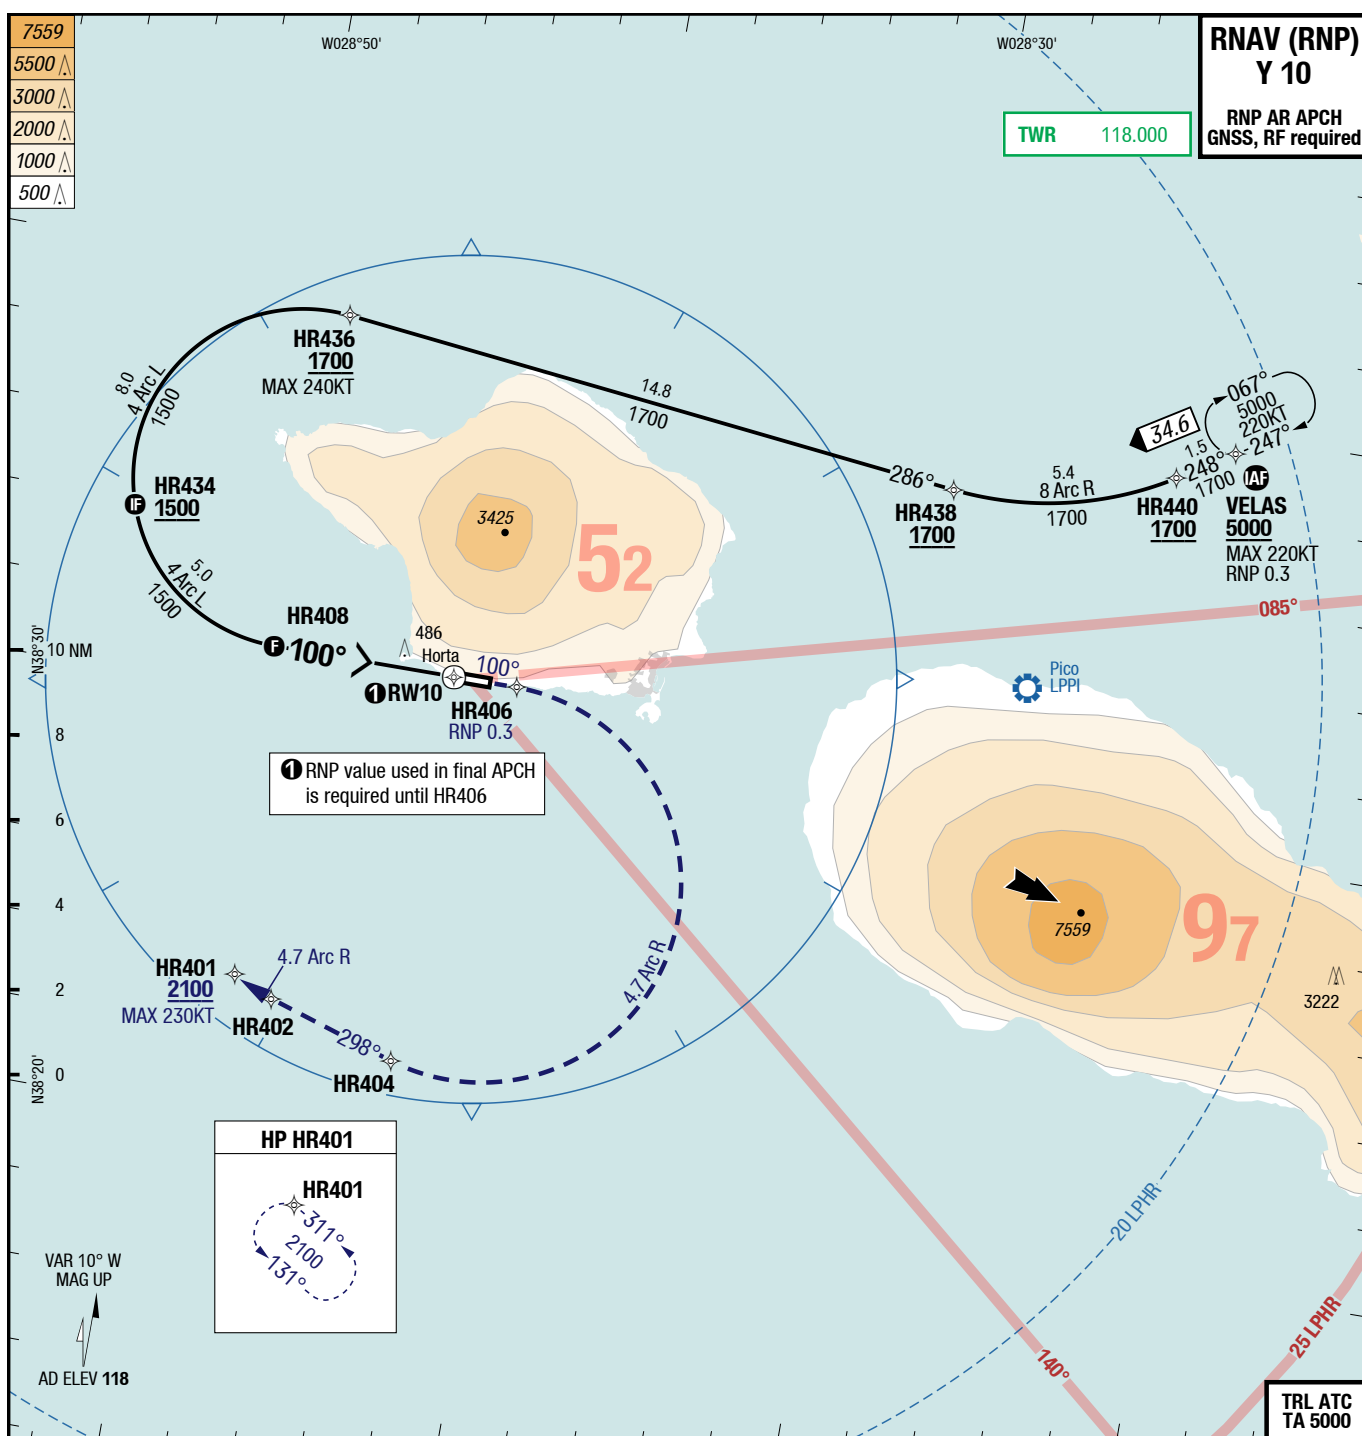 7559
5500
3000
2000
1000
500
W028°50'
W028°30'
RNAV (RNP)
Y 10
RNP AR APCH
GNSS, RF required
TWR 118.000
HR436
1700
MAX 240KT
8.0
4 Arc L
1500
14.8
1700
286°
HR438
1700
5.4
8 Arc R
1700
HR440
1700
34.6
1.5
248°
1700
067°
5000
220KT
247°
IAF
VELAS
5000
MAX 220KT
RNP 0.3
IF
HR434
1500
5.0
4 Arc L
1500
3425
52
HR408
F
100°
486
Horta
100°
1 RW10
HR406
RNP 0.3
085°
Pico
LPPI
N38°30'
10 NM
8
6
4
2
0
N38°20'
1 RNP value used in final APCH
is required until HR406
7559
97
3222
4.7 Arc R
HR401
2100
MAX 230KT
4.7 Arc R
HR402
298°
HR404
HP HR401
HR401
311°
2100
131°
VAR 10° W
MAG UP
AD ELEV 118
20 LPHR
25 LPHR
140°
TRL ATC
TA 5000